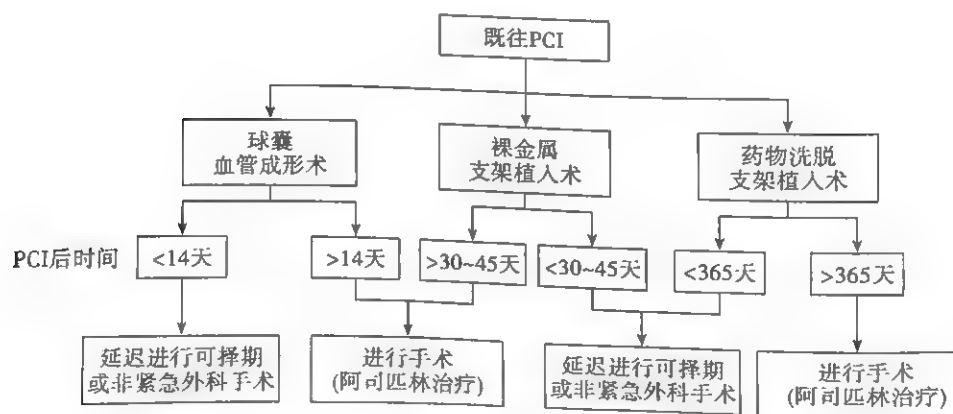 既往PCI
球囊
血管成形术
裸金属
支架植入术
药物洗脱
支架植入术
PCI后时间
<14天
>14天
>30~45天
<30~45天
<365天
>365天
延迟进行可择期
或非紧急外科手术
进行手术
(阿司匹林治疗)
延迟进行可择期
或非紧急外科手术
进行手术
(阿司匹林治疗)